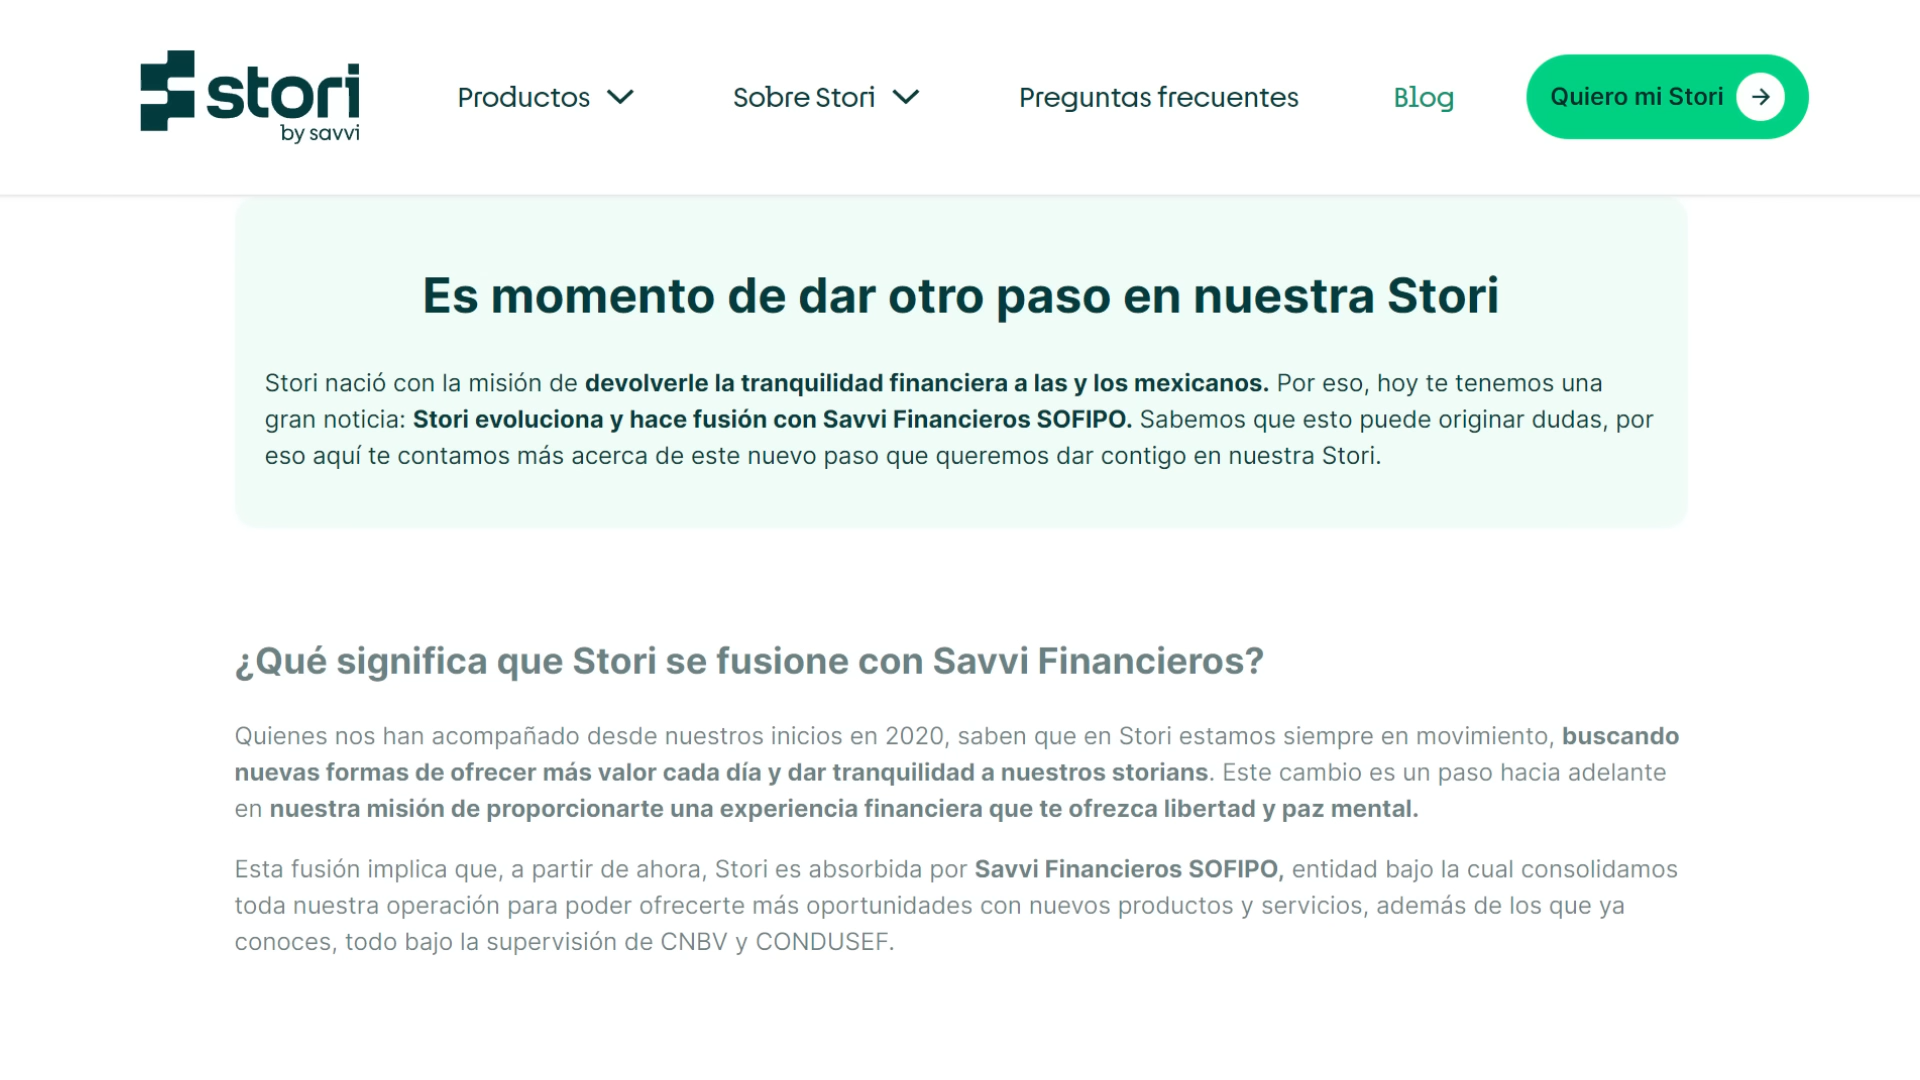 stori
by savvi
Productos
Sobre Stori
Preguntas frecuentes
Blog
Quiero mi Stori
Es momento de dar otro paso en nuestra Stori
Stori nació con la misión de devolverle la tranquilidad financiera a las y los mexicanos. Por eso, hoy te tenemos una
gran noticia: Stori evoluciona y hace fusión con Savvi Financieros SOFIPO. Sabemos que esto puede originar dudas, por
eso aquí te contamos más acerca de este nuevo paso que queremos dar contigo en nuestra Stori.
¿Qué significa que Stori se fusione con Savvi Financieros?
Quienes nos han acompañado desde nuestros inicios en 2020, saben que en Stori estamos siempre en movimiento, buscando
nuevas formas de ofrecer más valor cada día y dar tranquilidad a nuestros storians. Este cambio es un paso hacia adelante
en nuestra misión de proporcionarte una experiencia financiera que te ofrezca libertad y paz mental.
Esta fusión implica que, a partir de ahora, Stori es absorbida por Savvi Financieros SOFIPO, entidad bajo la cual consolidamos
toda nuestra operación para poder ofrecerte más oportunidades con nuevos productos y servicios, además de los que ya
conoces, todo bajo la supervisión de CNBV y CONDUSEF.